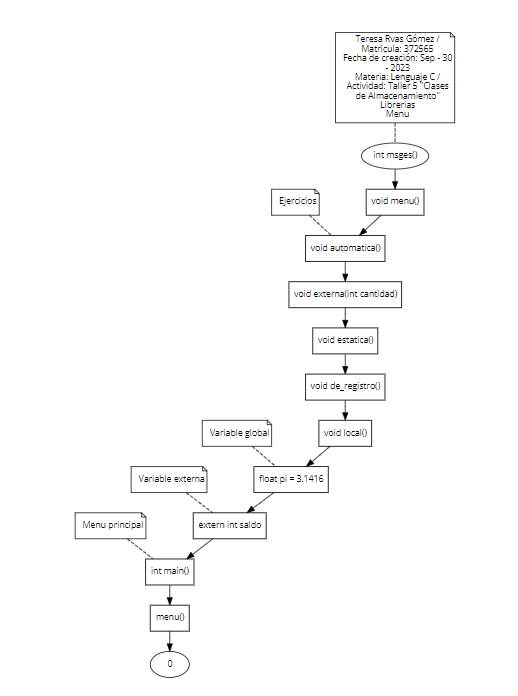 Teresa Rvas Gómez /
Matricula: 372565
Fecha de creación: Sep - 30
- 2023
Materia: Lenguaje C /
Actividad: Taller 5 "Clases
de Almacenamiento"
Librerias
Menu
int msges()
Ejercicios
void menu()
void automatica()
void externa(int cantidad)
void estatica()
void de_registro()
Variable global
void local()
Variable externa
float pi = 3.1416
Menu principal
extern int saldo
int main()
menu()
0